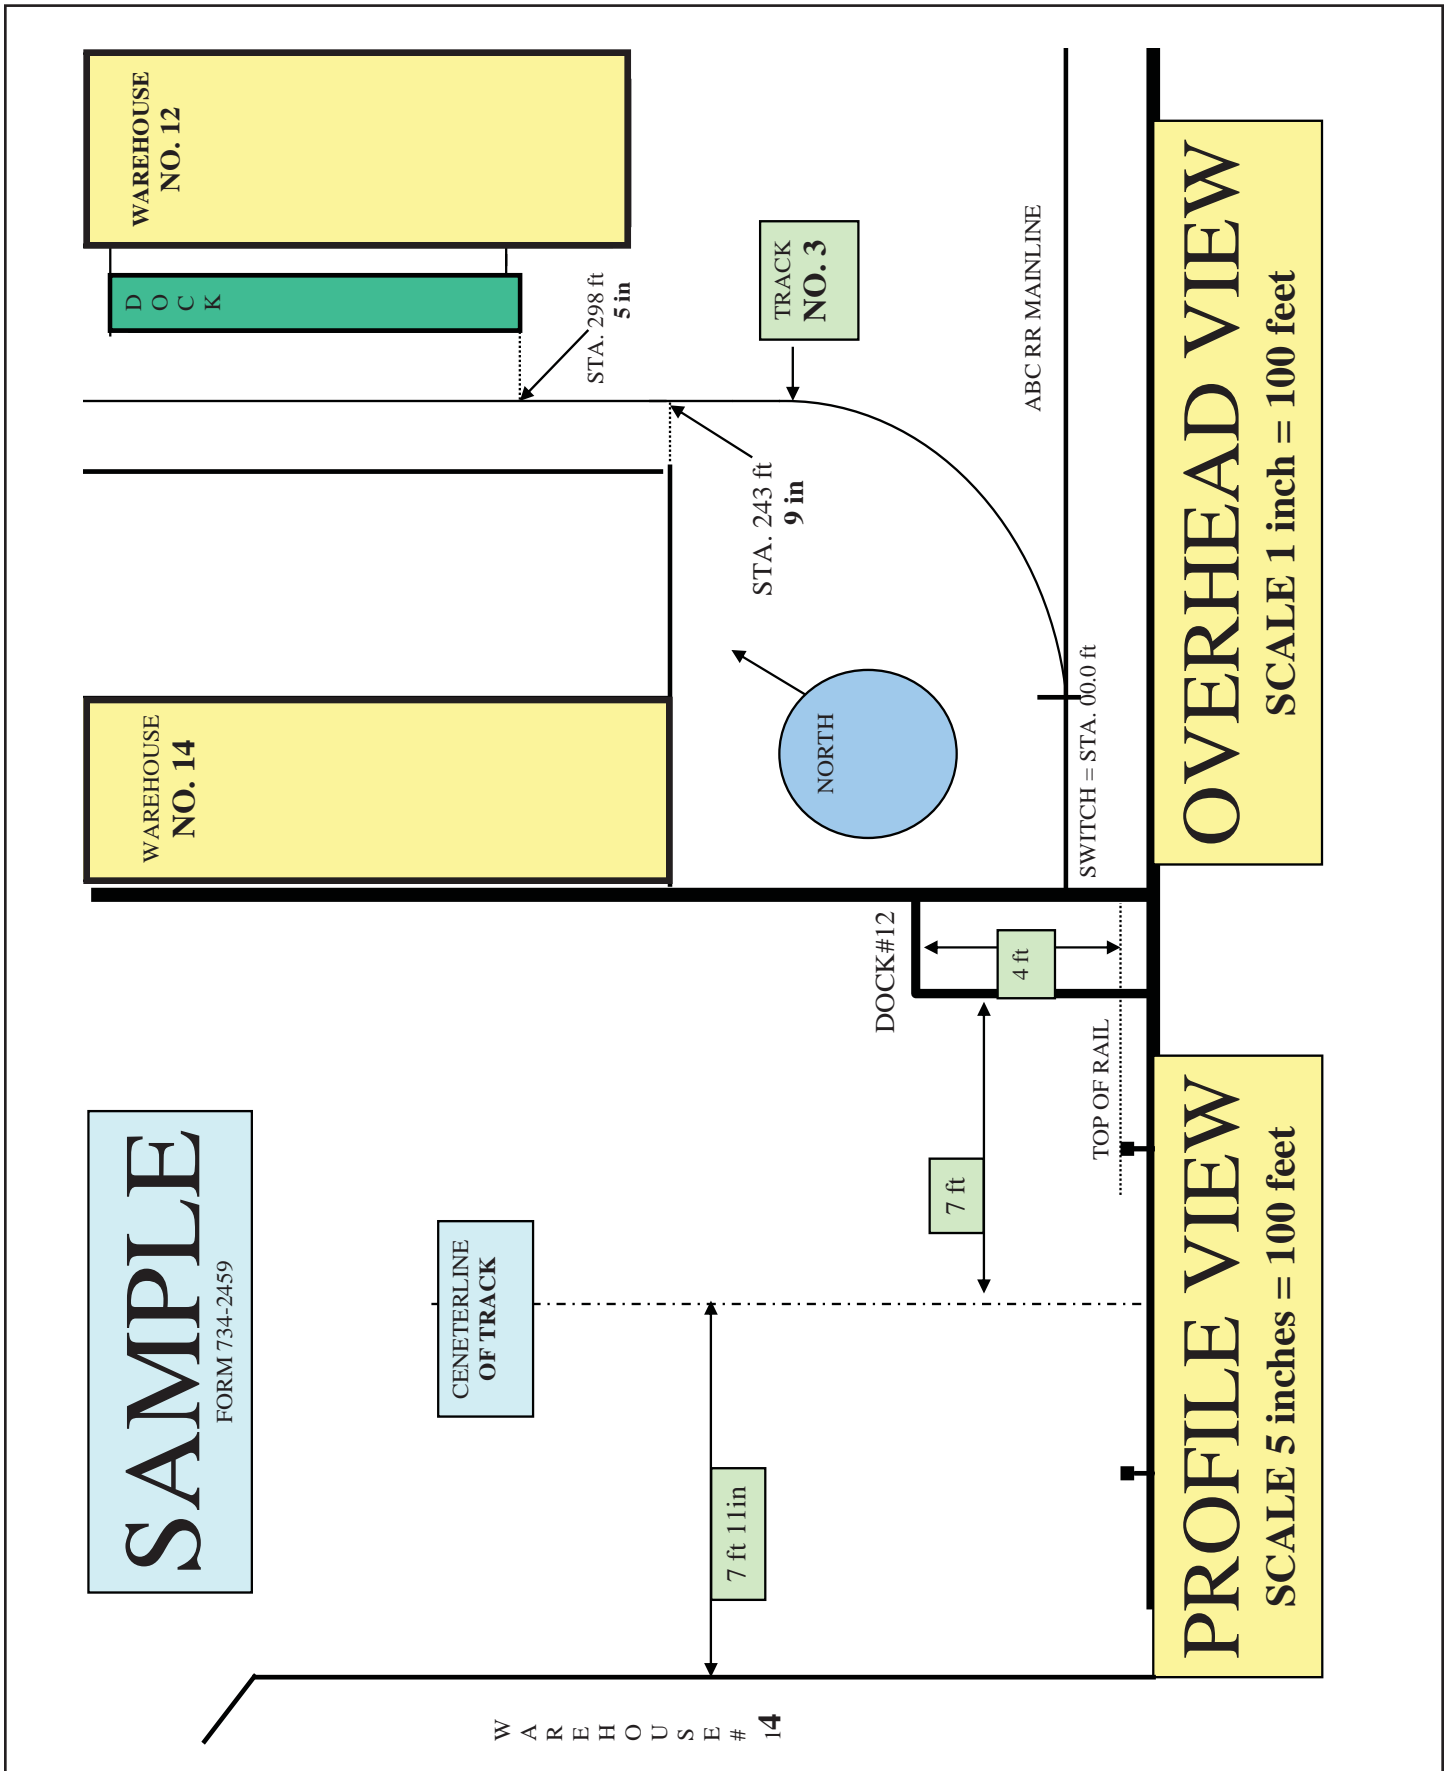 SAMPLE
FORM 734-2459
CENETERLINE
OF TRACK
WAREHOUSE# 14
7 ft 11in
7 ft
DOCK#12
4 ft
TOP OF RAIL
PROFILE VIEW
SCALE 5 inches = 100 feet
WAREHOUSE
NO. 14
WAREHOUSE
NO. 12
DOCK
STA. 298 ft
5 in
TRACK
NO. 3
STA. 243 ft
9 in
NORTH
ABC RR MAINLINE
SWITCH = STA. 00.0 ft
OVERHEAD VIEW
SCALE 1 inch = 100 feet